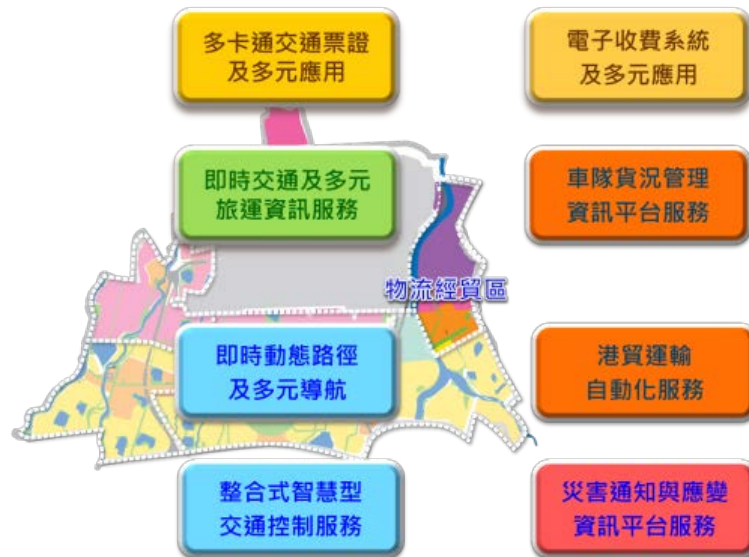 多卡通交通票證
及多元應用
電子收費系統
及多元應用
即時交通及多元
旅運資訊服務
車隊貨況管理
資訊平台服務
物流經貿區
即時動態路徑
及多元導航
港貿運輸
自動化服務
整合式智慧型
交通控制服務
災害通知與應變
資訊平台服務